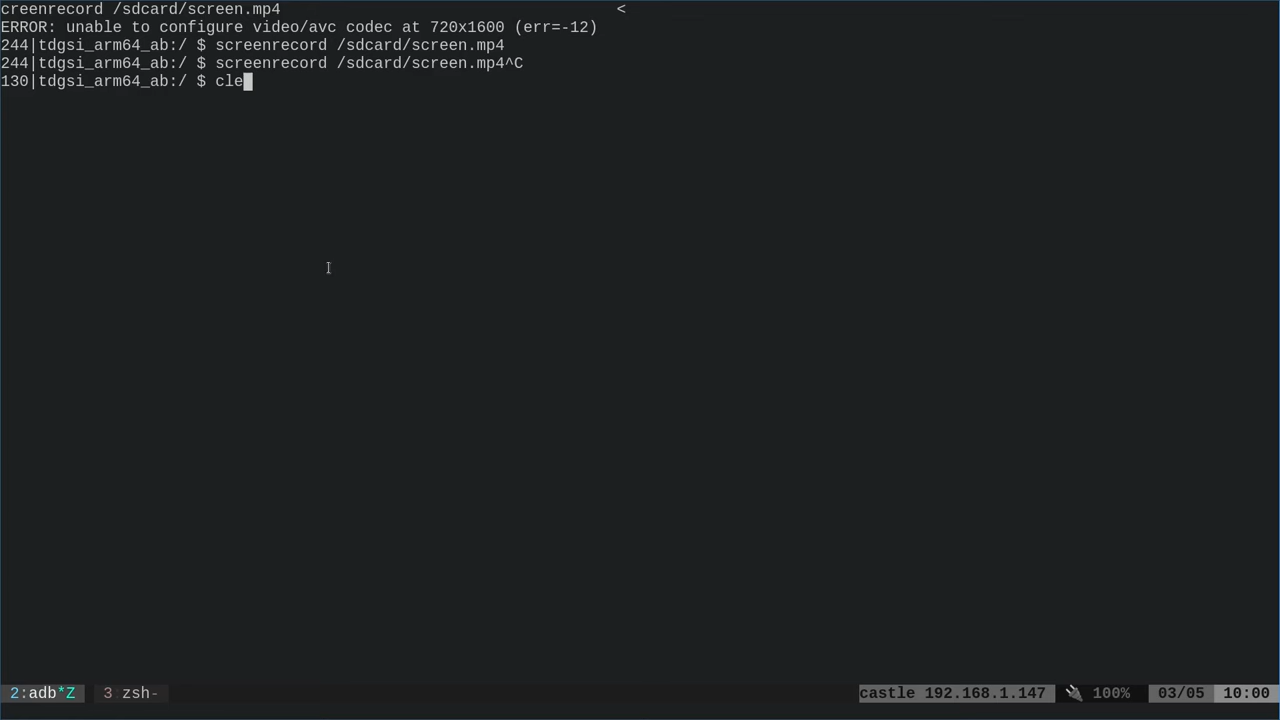 creenrecord /sdcard/screen.mp4 <
ERROR: unable to configure video/avc codec at 720x1600 (err=-12)
244|tdgsi_arm64_ab:/ $ screenrecord /sdcard/screen.mp4
244|tdgsi_arm64_ab:/ $ screenrecord /sdcard/screen.mp4^C
130|tdgsi_arm64_ab:/ $ cle
2:adb*Z 3 zsh- castle 192.168.1.147 100% 03/05 10:00